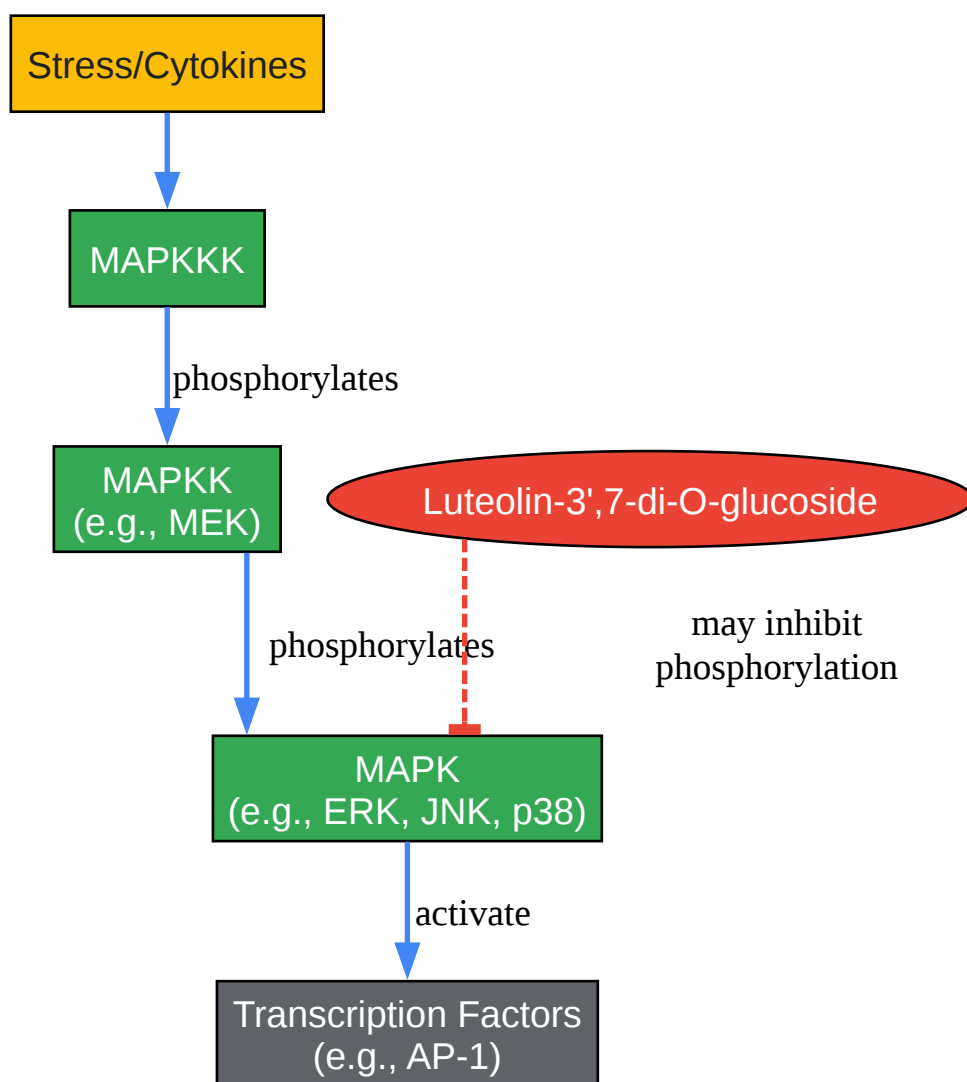 Stress/Cytokines
MAPKKK
phosphorylates
MAPKK
(e.g., MEK)
Luteolin-3',7-di-O-glucoside
phosphorylates
may inhibit
phosphorylation
MAPK
(e.g., ERK, JNK, p38)
activate
Transcription Factors
(e.g., AP-1)